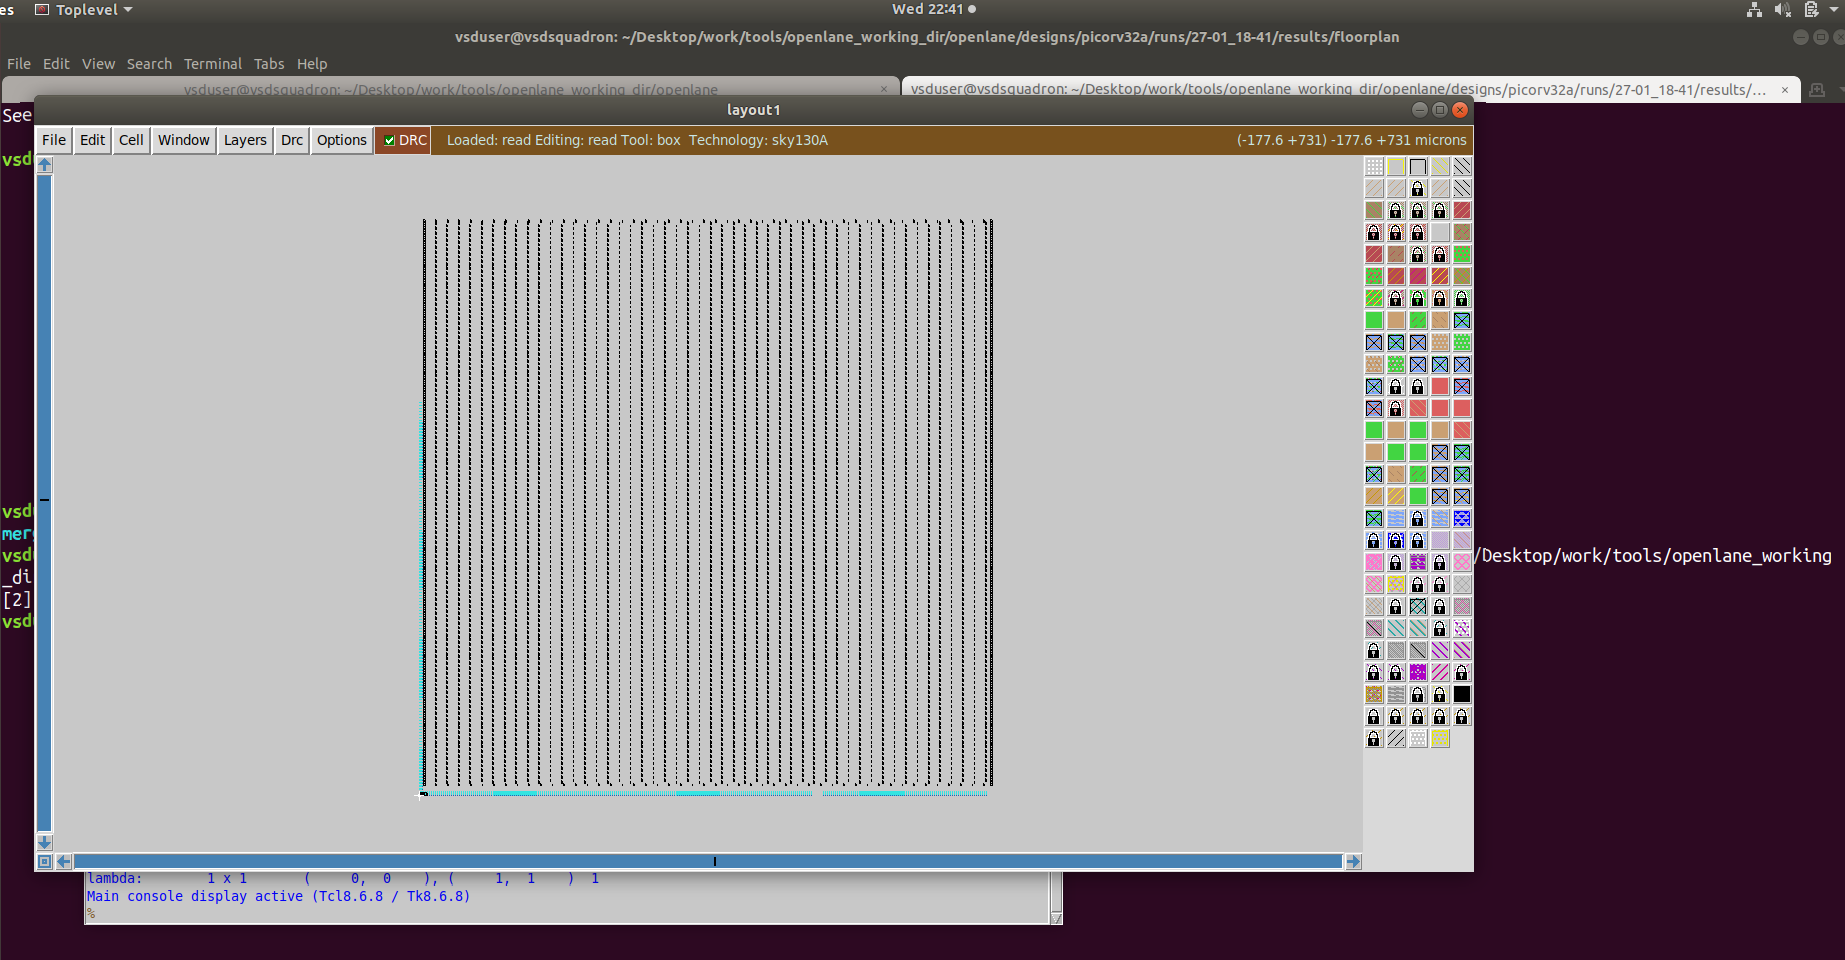 es Toplevel Wed 22:41
vsduser@vsdsquadron: ~/Desktop/work/tools/openlane_working_dir/openlane/designs/picorv32a/runs/27-01_18-41/results/floorplan
File Edit View Search Terminal Tabs Help
vsduser@vsdsquadron: ~/Desktop/work/tools/openlane_working_dir/openlane × vsduser@vsdsquadron: ~/Desktop/work/tools/openlane_working_dir/openlane/designs/picorv32a/runs/27-01_18-41/results/... ×
layout1
See
File Edit Cell Window Layers Drc Options DRC Loaded: read Editing: read Tool: box Technology: sky130A (-177.6 +731) -177.6 +731 microns
vsdu
vsdu
mer
vsdu /Desktop/work/tools/openlane_working
_di
[2]
vsdu
lambda: 1 x 1 ( 0, 0 ), ( 1, 1 ) 1
Main console display active (Tcl8.6.8 / Tk8.6.8)
%